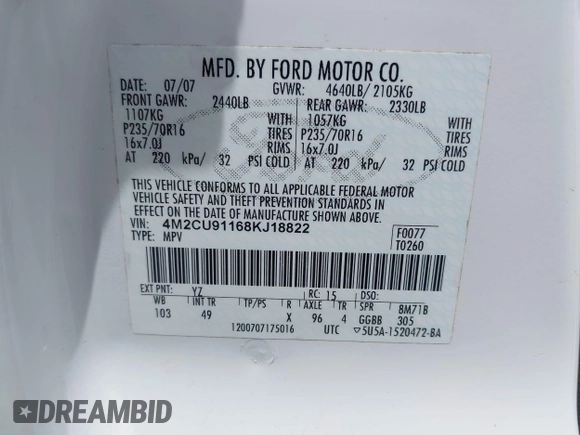 MFD. BY FORD MOTOR CO.
DATE: 07/07 GVWR: 4640LB/ 2105KG
FRONT GAWR: 2440LB REAR GAWR: 2330LB
1107KG WITH 1057KG WITH
P235/70R16 TIRES P235/70R16 TIRES
16x7.0J RIMS 16x7.0J RIMS
AT 220 kPa/ 32 PSI COLD AT 220 kPa/ 32 PSI COLD
THIS VEHICLE CONFORMS TO ALL APPLICABLE FEDERAL MOTOR
VEHICLE SAFETY AND THEFT PREVENTION STANDARDS IN
EFFECT ON THE DATE OF MANUFACTURE SHOWN ABOVE.
VIN: 4M2CU91168KJ18822 F0077
TYPE: MPV T0260
EXT PNT: YZ RC: 15 DSO:
WB INT TR TP/PS R AXLE TR SPR BM71B
103 49 X 96 4 GGBB 305
1200707175016 UTC ▽5U5A-1520472-BA
DREAMBID